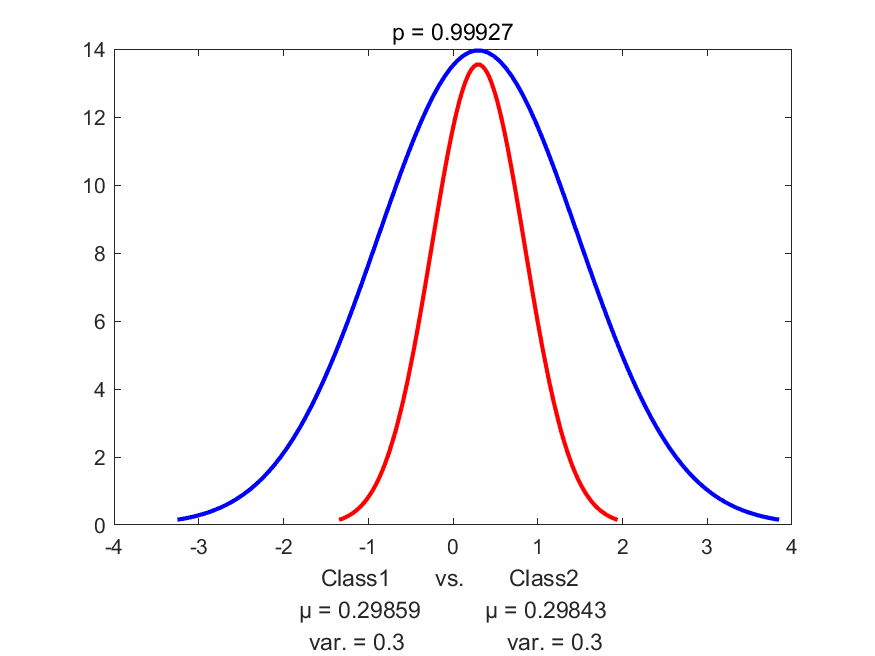 p = 0.99927
14
12
10
8
6
4
2
0
-4 -3 -2 -1 0 1 2 3 4
Class1 vs. Class2
μ = 0.29859 μ = 0.29843
var. = 0.3 var. = 0.3